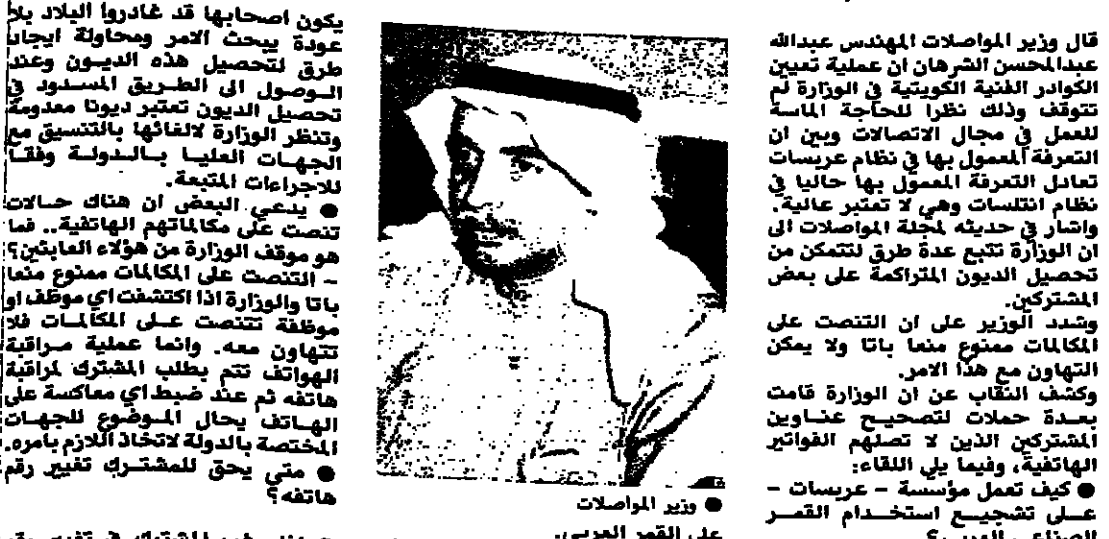 قال وزير المواصلات المهندس عبدالله
عبدالمحسن الشرهان ان عملية تعيين
الكوادر الفنية الكويتية في الوزارة لم
تتوقف وذلك نظرا للحاجة الماسة
للعمل في مجال الاتصالات وبين ان
التعرفة المعمول بها في نظام عربسات
تعادل التعرفة المعمول بها حاليا في
نظام انتلسات وهي لا تعتبر عالية.
واشار في حديثه لمجلة المواصلات الى
ان الوزارة تتبع عدة طرق لتتمكن من
تحصيل الديون المتراكمة على بعض
المشتركين.
وشدد الوزير على ان التنصت على
المكالمات ممنوع منعا باتا ولا يمكن
التهاون مع هذا الامر.
وكشف النقاب عن ان الوزارة قامت
بعدة حملات لتصحيح عناوين
المشتركين الذين لا تصلهم الفواتير
الهاتفية، وفيما يلي اللقاء:
● كيف تعمل مؤسسة - عربسات -
على تشجيع استخدام القمر
الصناعي العربي؟
● وزير المواصلات
على القمر العربي.
يكون اصحابها قد غادروا البلاد بلا
عودة يبحث الامر ومحاولة ايجاد
طرق لتحصيل هذه الديون وعند
الوصول الى الطريق المسدود في
تحصيل الديون تعتبر ديونا معدومة
وتنظر الوزارة لالغائها بالتنسيق مع
الجهات العليا بالدولة وفقا
للاجراءات المتبعة.
● يدعي البعض ان هناك حالات
تنصت على مكالماتهم الهاتفية.. فما
هو موقف الوزارة من هؤلاء العابثين؟
- التنصت على المكالمات ممنوع منعا
باتا والوزارة اذا اكتشفت اي موظف او
موظفة تتنصت على المكالمات فلا
تتهاون معه. وانما عملية مراقبة
الهواتف تتم بطلب المشترك لمراقبة
هاتفه ثم عند ضبط اي معاكسة على
الهاتف يحال الموضوع للجهات
المختصة بالدولة لاتخاذ اللازم بامره.
● متى يحق للمشترك تغيير رقم
هاتفه؟